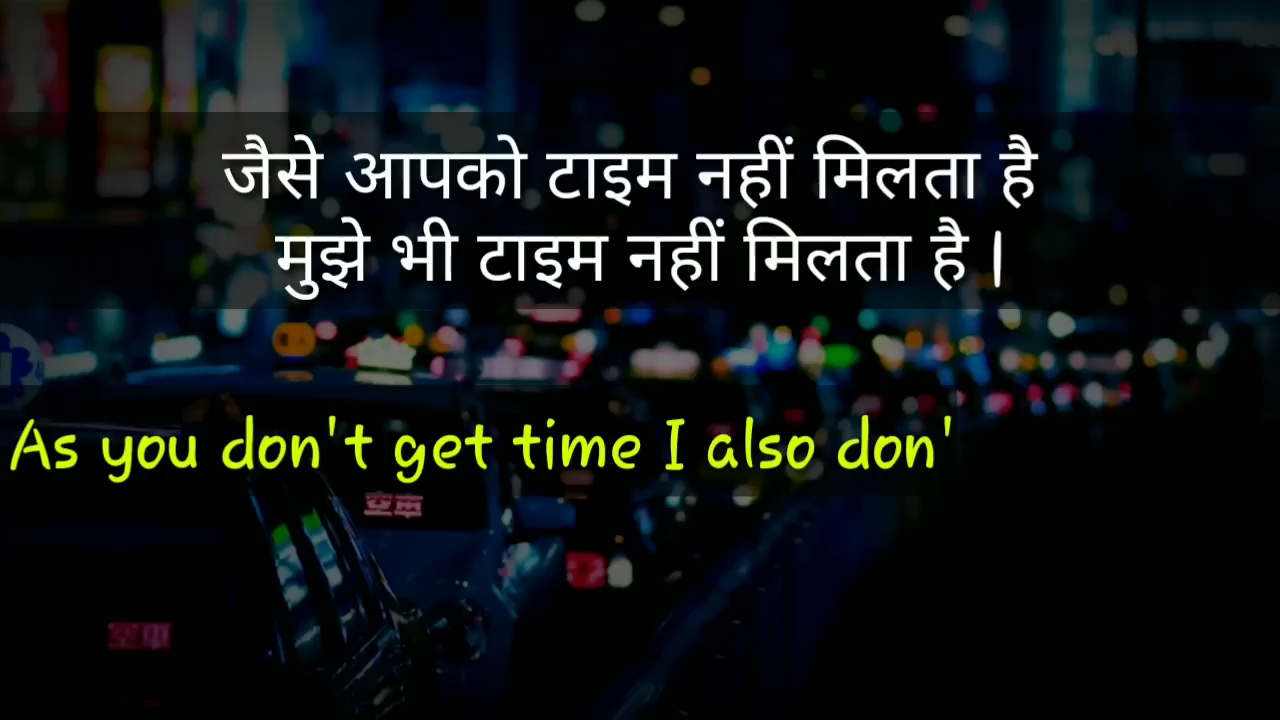 जैसे आपको टाइम नहीं मिलता है
मुझे भी टाइम नहीं मिलता है |
As you don't get time I also don'